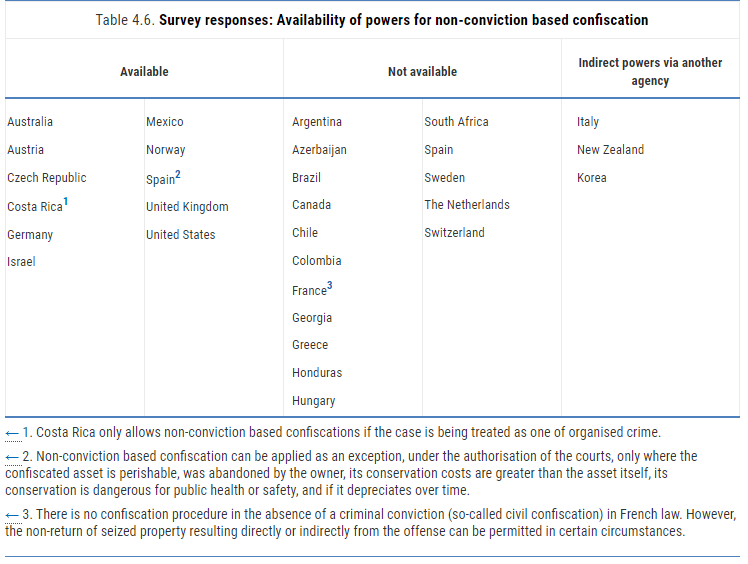 Table 4.6. Survey responses: Availability of powers for non-conviction based confiscation
Available
Not available
Indirect powers via another
agency
Australia Mexico Argentina South Africa Italy
Austria Norway Azerbaijan Spain New Zealand
Czech Republic Spain2 Brazil Sweden Korea
Costa Rica1 United Kingdom Canada The Netherlands
Germany United States Chile Switzerland
Israel Colombia
France3
Georgia
Greece
Honduras
Hungary
← 1. Costa Rica only allows non-conviction based confiscations if the case is being treated as one of organised crime.
← 2. Non-conviction based confiscation can be applied as an exception, under the authorisation of the courts, only where the
confiscated asset is perishable, was abandoned by the owner, its conservation costs are greater than the asset itself, its
conservation is dangerous for public health or safety, and if it depreciates over time.
← 3. There is no confiscation procedure in the absence of a criminal conviction (so-called civil confiscation) in French law. However,
the non-return of seized property resulting directly or indirectly from the offense can be permitted in certain circumstances.